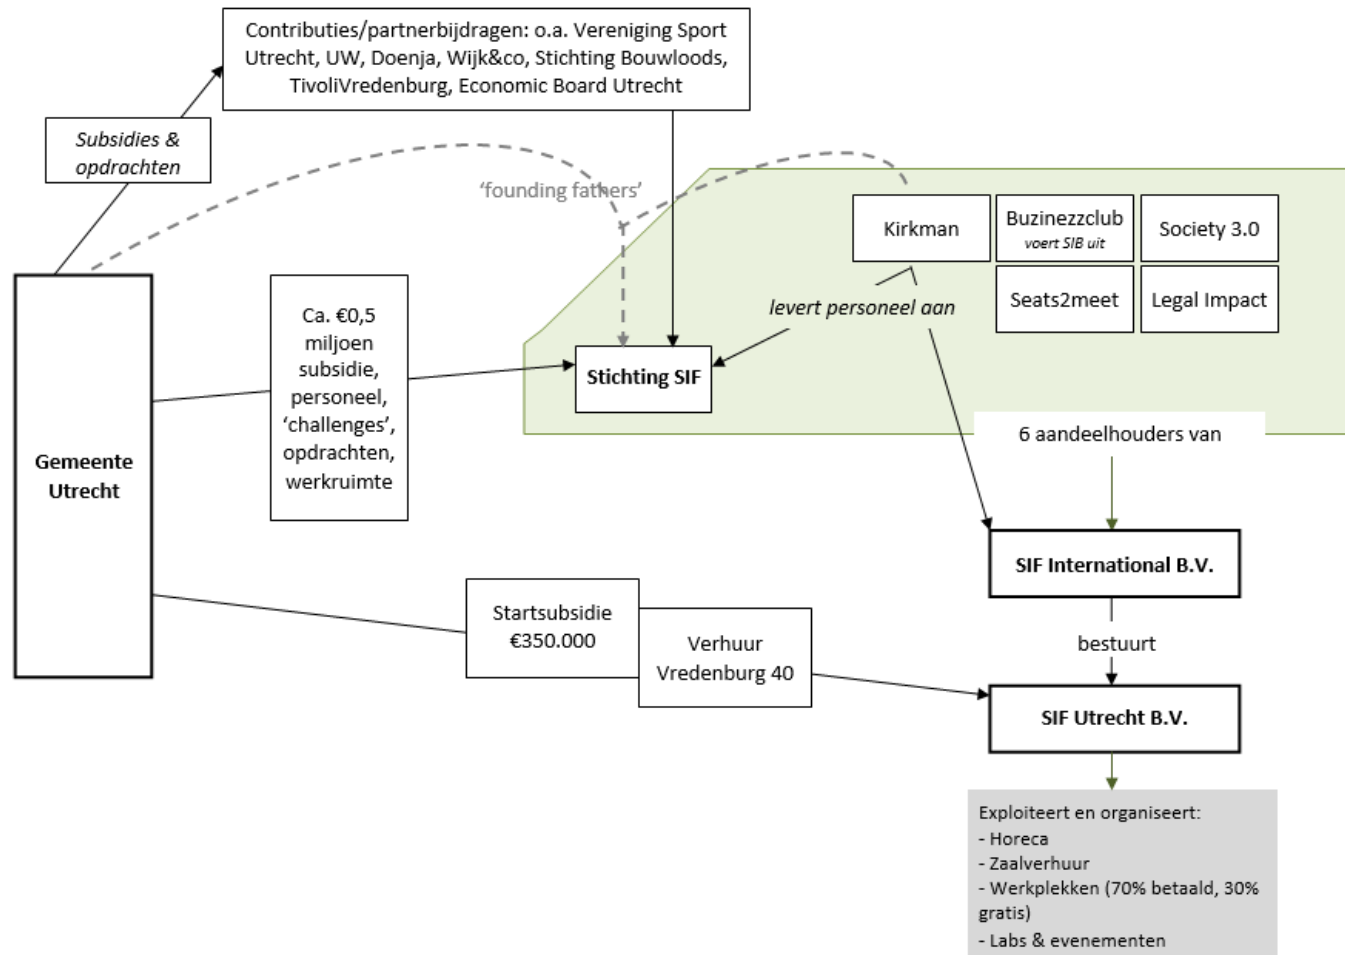 Contributies/partnerbijdragen: o.a. Vereniging Sport
Utrecht, UW, Doenja, Wijk&co, Stichting Bouwloods,
TivoliVredenburg, Economic Board Utrecht
Subsidies &
opdrachten
‘founding fathers’
Kirkman
Buzinezzclub
voert SIB uit
Society 3.0
Seats2meet
Legal Impact
levert personeel aan
Ca. €0,5
miljoen
subsidie,
personeel,
‘challenges’,
opdrachten,
werkruimte
Stichting SIF
Gemeente
Utrecht
6 aandeelhouders van
SIF International B.V.
Startsubsidie
€350.000
Verhuur
Vredenburg 40
bestuurt
SIF Utrecht B.V.
Exploiteert en organiseert:
- Horeca
- Zaalverhuur
- Werkplekken (70% betaald, 30%
gratis)
- Labs & evenementen